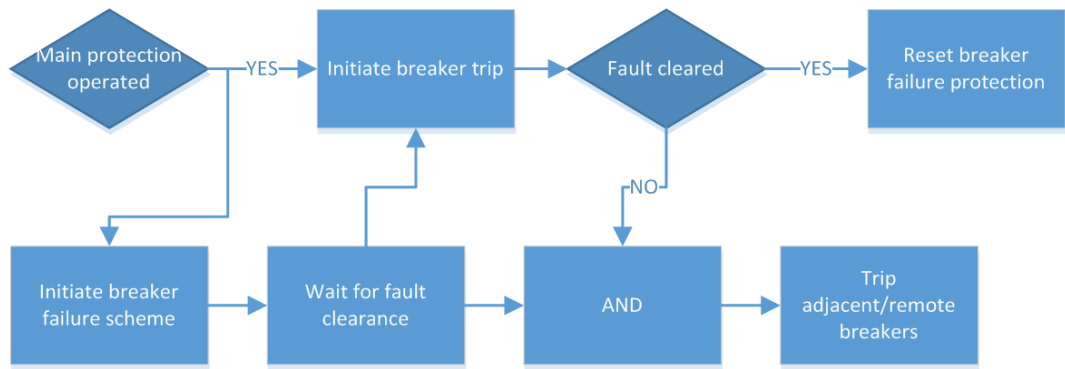 Main protection
operated
YES
Initiate breaker trip
Fault cleared
YES
Reset breaker
failure protection
NO
Initiate breaker
failure scheme
Wait for fault
clearance
AND
Trip
adjacent/remote
breakers